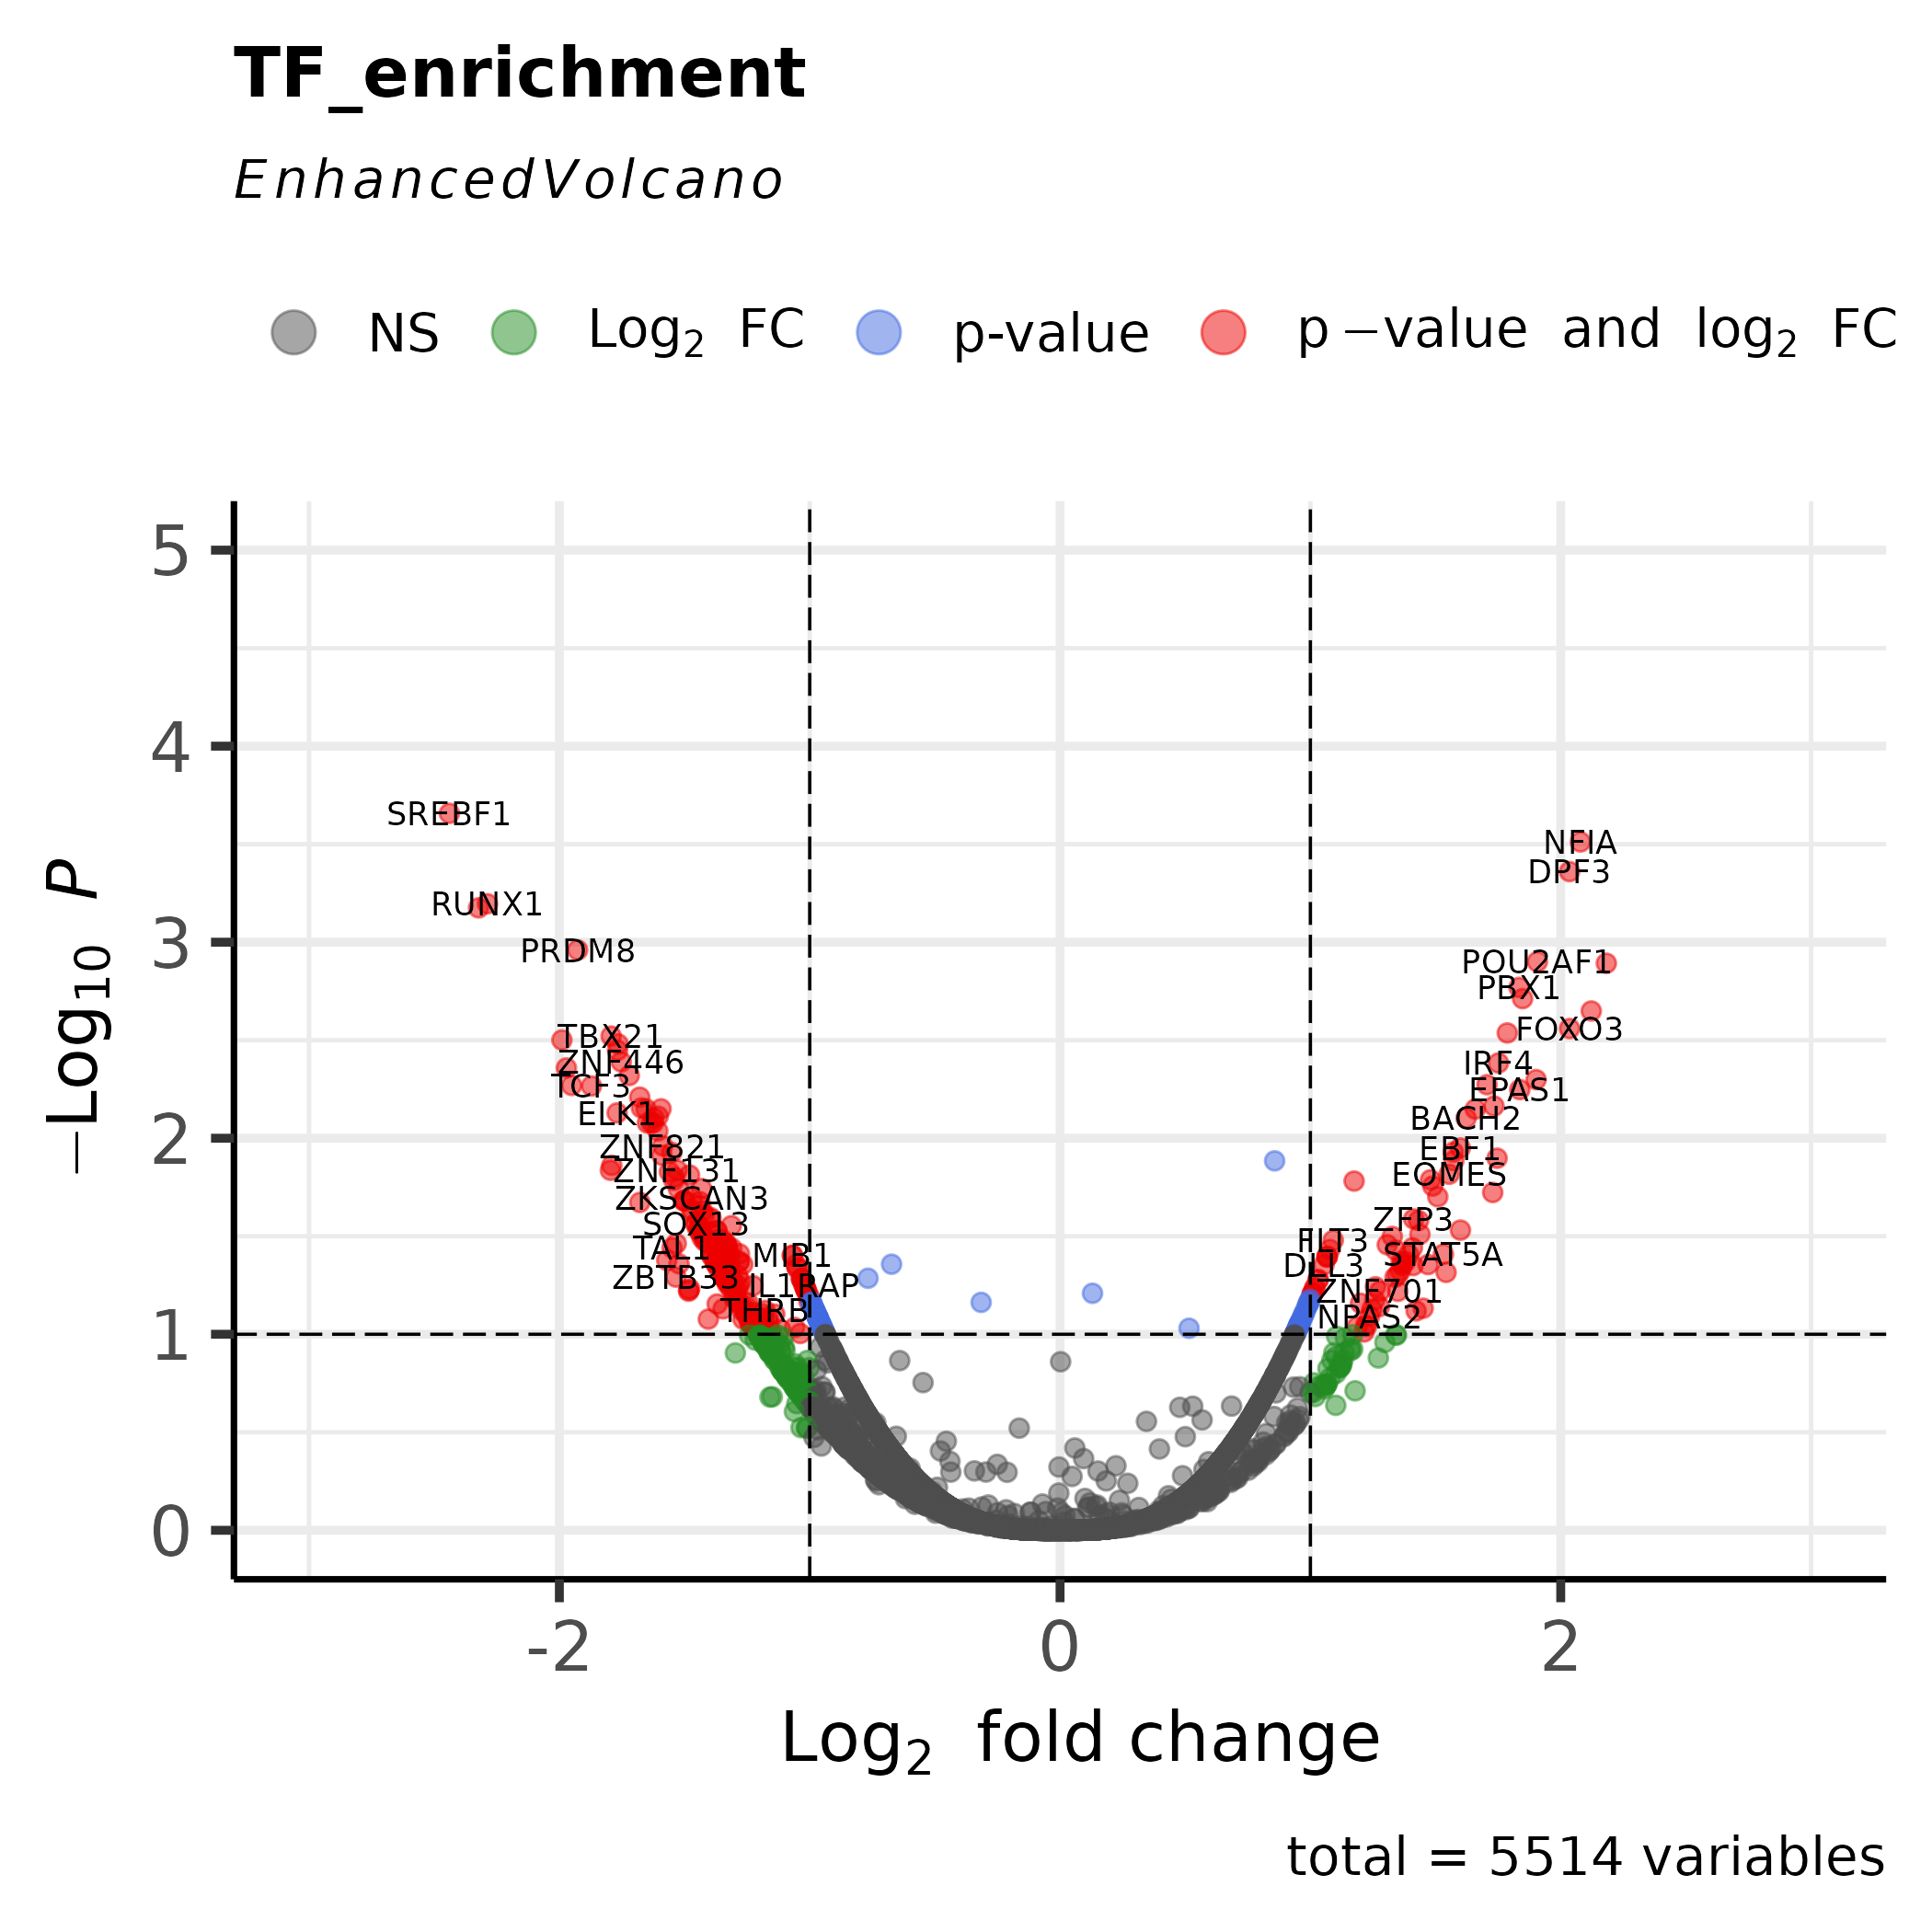 TF_enrichment
EnhancedVolcano
NS Log2 FC p-value p−value and log2 FC
−Log10 P
5
4
3
2
1
0
SREBF1
NFIA
DPF3
RUNX1
PRDM8
POU2AF1
PBX1
TBX21
FOXO3
ZNF446
IRF4
TCF3
EPAS1
ELK1
BACH2
ZNF821
EBF1
ZNF131
EOMES
ZKSCAN3
SOX13
ZFP3
TAL1
MIB1
FLT3
STAT5A
ZBTB33
IL1RAP
DLL3
ZNF701
THRB
NPAS2
-2 0 2
Log2 fold change
total = 5514 variables